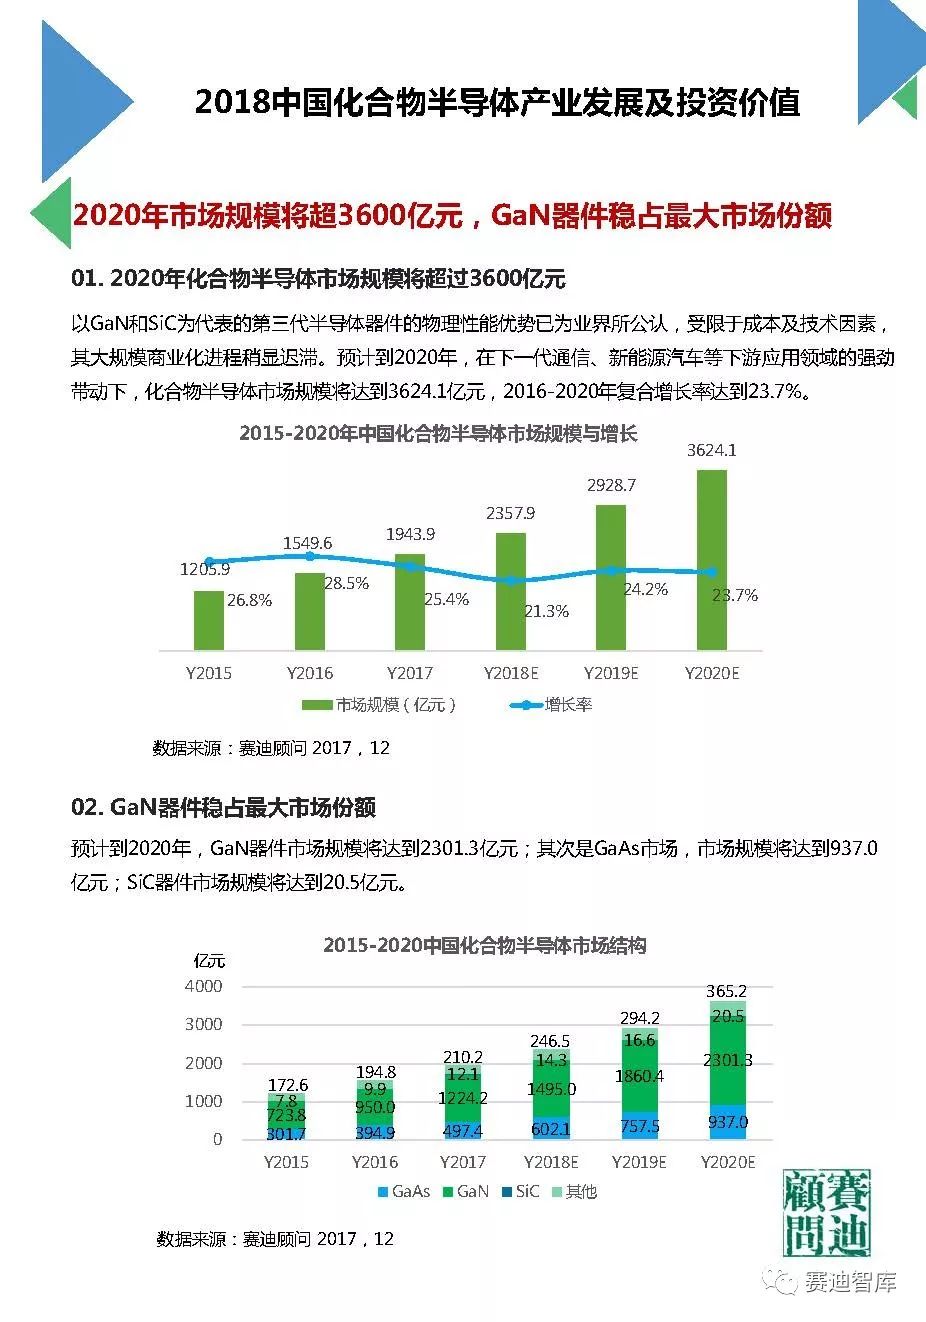 2018中国化合物半导体产业发展及投资价值
2020年市场规模将超3600亿元，GaN器件稳占最大市场份额
01. 2020年化合物半导体市场规模将超过3600亿元
以GaN和SiC为代表的第三代半导体器件的物理性能优势已为业界所公认，受限于成本及技术因素，
其大规模商业化进程稍显迟滞。预计到2020年，在下一代通信、新能源汽车等下游应用领域的强劲
带动下，化合物半导体市场规模将达到3624.1亿元，2016-2020年复合增长率达到23.7%。
2015-2020年中国化合物半导体市场规模与增长
3624.1
2928.7
2357.9
1943.9
1549.6
1205.9
26.8%
28.5%
25.4%
21.3%
24.2%
23.7%
Y2015 Y2016 Y2017 Y2018E Y2019E Y2020E
市场规模（亿元） 增长率
数据来源：赛迪顾问 2017，12
02. GaN器件稳占最大市场份额
预计到2020年，GaN器件市场规模将达到2301.3亿元；其次是GaAs市场，市场规模将达到937.0
亿元；SiC器件市场规模将达到20.5亿元。
2015-2020中国化合物半导体市场结构
亿元
4000
3000
2000
1000
0
172.6 194.8 210.2 246.5 294.2 365.2
7.8 9.9 12.1 14.3 16.6 20.5
723.8 950.0 1224.2 1495.0 1860.4 2301.3
301.7 394.9 497.4 602.1 757.5 937.0
Y2015 Y2016 Y2017 Y2018E Y2019E Y2020E
GaAs GaN SiC 其他
数据来源：赛迪顾问 2017，12
賽迪
顧問
赛迪智库